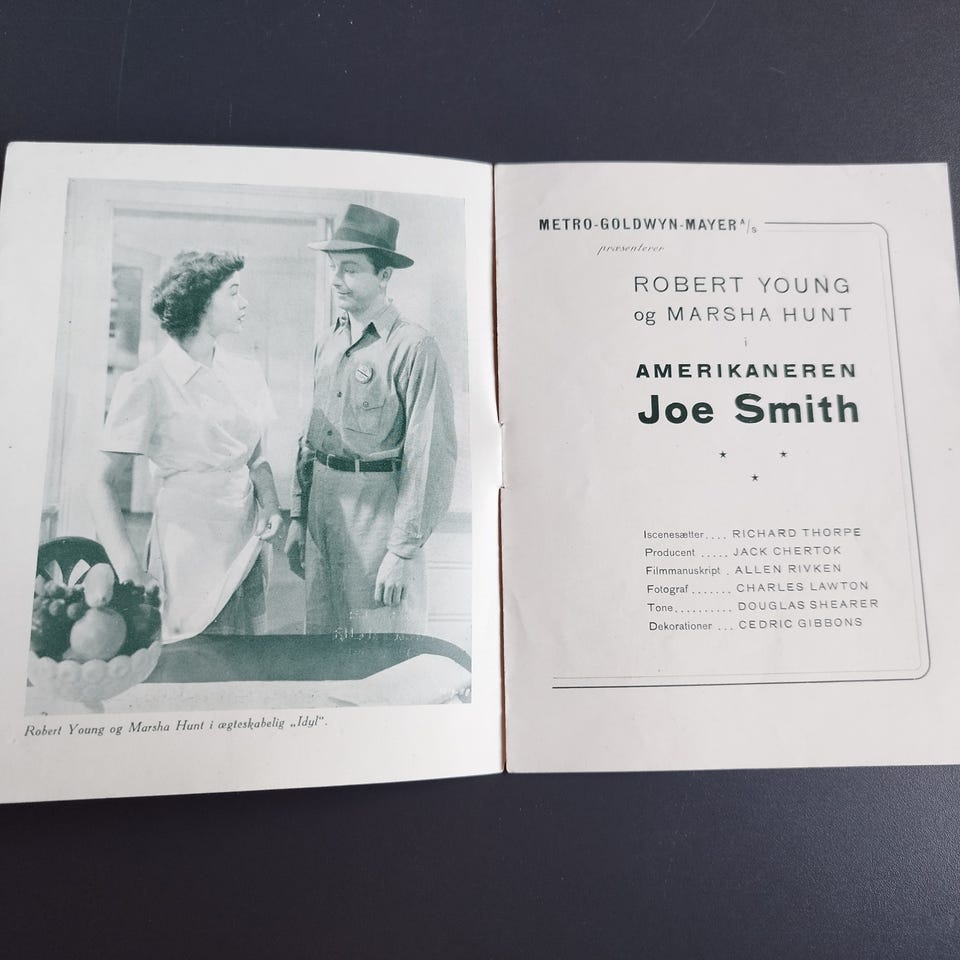 Robert Young og Marsha Hunt i ægteskabelig „Idyl“.
METRO-GOLDWYN-MAYER A/S
præsenterer
ROBERT YOUNG
og MARSHA HUNT
i
AMERIKANEREN
Joe Smith
Iscenesætter.... RICHARD THORPE
Producent ..... JACK CHERTOK
Filmmanuskript . ALLEN RIVKEN
Fotograf....... CHARLES LAWTON
Tone.......... DOUGLAS SHEARER
Dekorationer ... CEDRIC GIBBONS